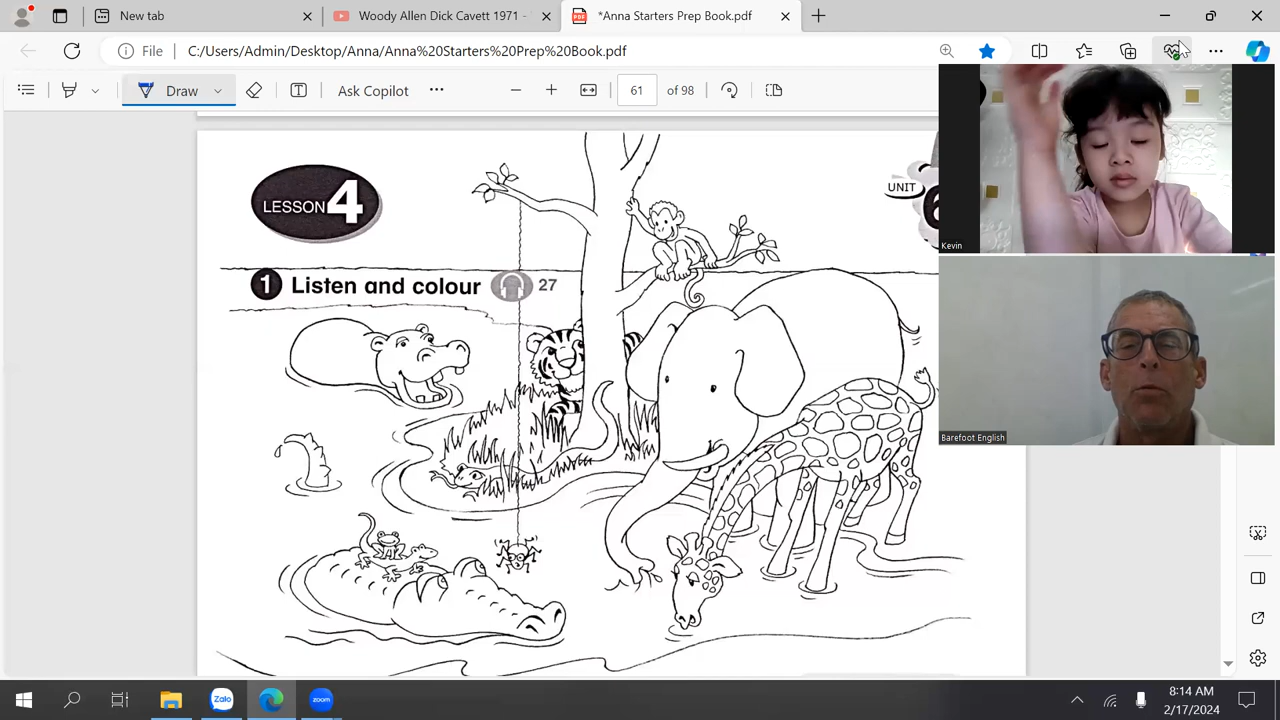 New tab
Woody Allen Dick Cavett 1971 -
*Anna Starters Prep Book.pdf
File
C:/Users/Admin/Desktop/Anna/Anna%20Starters%20Prep%20Book.pdf
Draw
Ask Copilot
61
of 98
LESSON 4
UNIT
1 Listen and colour 27
Kevin
Barefoot English
Zalo
zoom
8:14 AM
2/17/2024